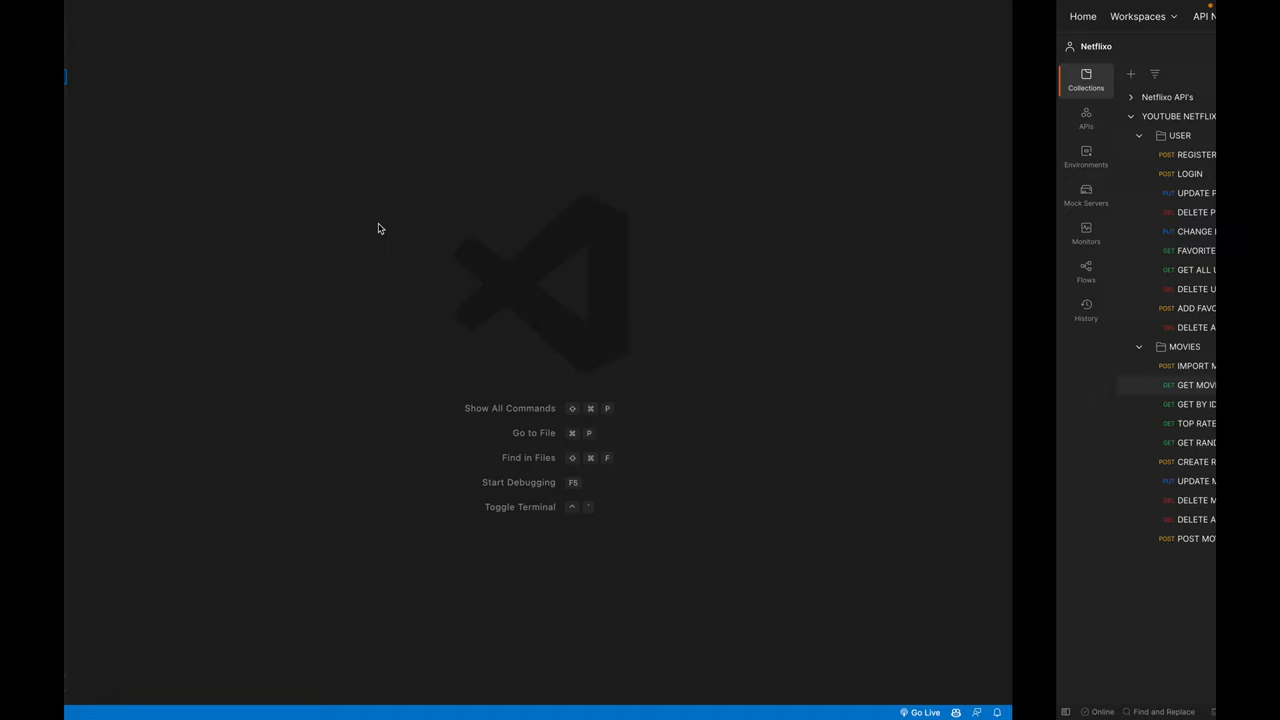 Show All Commands ⇧ ⌘ P
Go to File ⌘ P
Find in Files ⇧ ⌘ F
Start Debugging F5
Toggle Terminal ^ `
Go Live
Home Workspaces API N
Netflixo
Collections
APIs
Environments
Mock Servers
Monitors
Flows
History
Netflixo API's
YOUTUBE NETFLIX
USER
POST REGISTER
POST LOGIN
PUT UPDATE P
DEL DELETE P
PUT CHANGE
GET FAVORITE
GET GET ALL U
DEL DELETE U
POST ADD FAVO
DEL DELETE A
MOVIES
POST IMPORT M
GET GET MOVI
GET GET BY ID
GET TOP RATE
GET GET RAND
POST CREATE R
PUT UPDATE M
DEL DELETE M
DEL DELETE A
POST POST MO
Online Find and Replace